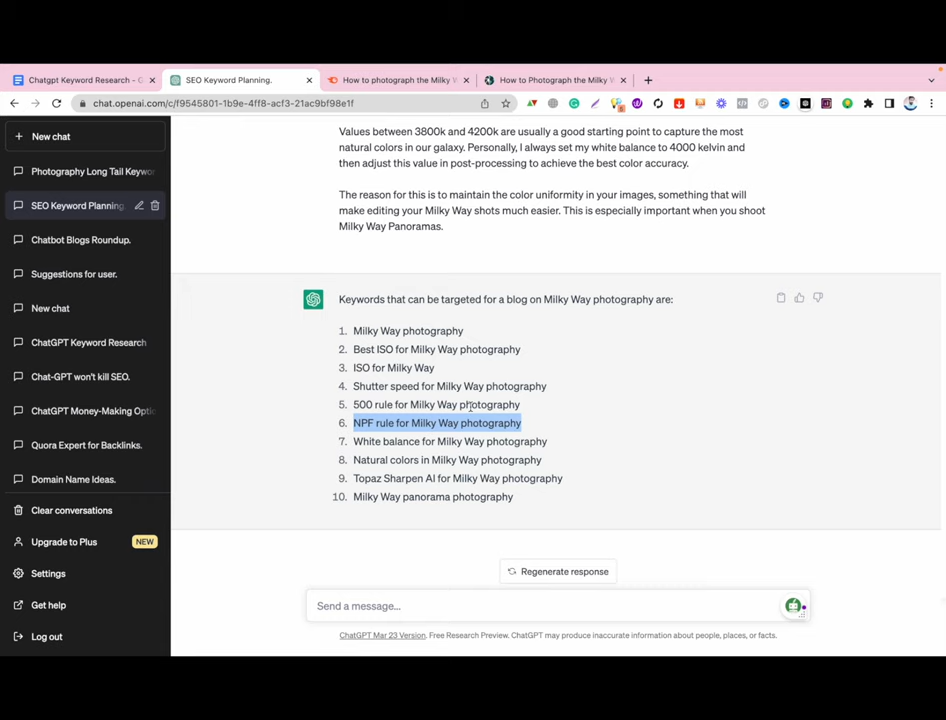 Chatgpt Keyword Research - G
SEO Keyword Planning.
How to photograph the Milky W
How to Photograph the Milky W
chat.openai.com/c/f9545801-1b9e-4ff8-acf3-21ac9bf98e1f
New chat
Photography Long Tail Keywor
SEO Keyword Planning.
Chatbot Blogs Roundup.
Suggestions for user.
New chat
ChatGPT Keyword Research
Chat-GPT won't kill SEO.
ChatGPT Money-Making Optio
Quora Expert for Backlinks.
Domain Name Ideas.
Clear conversations
Upgrade to Plus NEW
Settings
Get help
Log out
Values between 3800k and 4200k are usually a good starting point to capture the most
natural colors in our galaxy. Personally, I always set my white balance to 4000 kelvin and
then adjust this value in post-processing to achieve the best color accuracy.
The reason for this is to maintain the color uniformity in your images, something that will
make editing your Milky Way shots much easier. This is especially important when you shoot
Milky Way Panoramas.
Keywords that can be targeted for a blog on Milky Way photography are:
1. Milky Way photography
2. Best ISO for Milky Way photography
3. ISO for Milky Way
4. Shutter speed for Milky Way photography
5. 500 rule for Milky Way photography
6. NPF rule for Milky Way photography
7. White balance for Milky Way photography
8. Natural colors in Milky Way photography
9. Topaz Sharpen AI for Milky Way photography
10. Milky Way panorama photography
Regenerate response
Send a message...
ChatGPT Mar 23 Version. Free Research Preview. ChatGPT may produce inaccurate information about people, places, or facts.